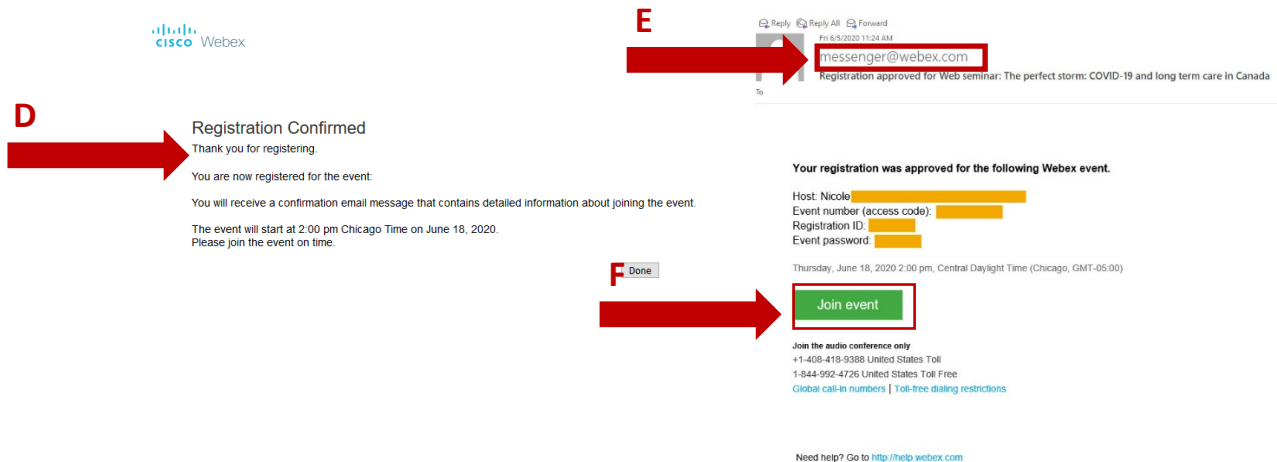 cisco Webex
D
Registration Confirmed
Thank you for registering.
You are now registered for the event:
You will receive a confirmation email message that contains detailed information about joining the event.
The event will start at 2:00 pm Chicago Time on June 18, 2020.
Please join the event on time.
Done
E
Reply Reply All Forward
Fri 6/5/2020 11:24 AM
messenger@webex.com
Registration approved for Web seminar: The perfect storm: COVID-19 and long term care in Canada
To
Your registration was approved for the following Webex event.
Host: Nicole
Event number (access code):
Registration ID:
Event password:
Thursday, June 18, 2020 2:00 pm, Central Daylight Time (Chicago, GMT-05:00)
F
Join event
Join the audio conference only
+1-408-418-9388 United States Toll
1-844-992-4726 United States Toll Free
Global call-in numbers | Toll-free dialing restrictions
Need help? Go to http://help.webex.com